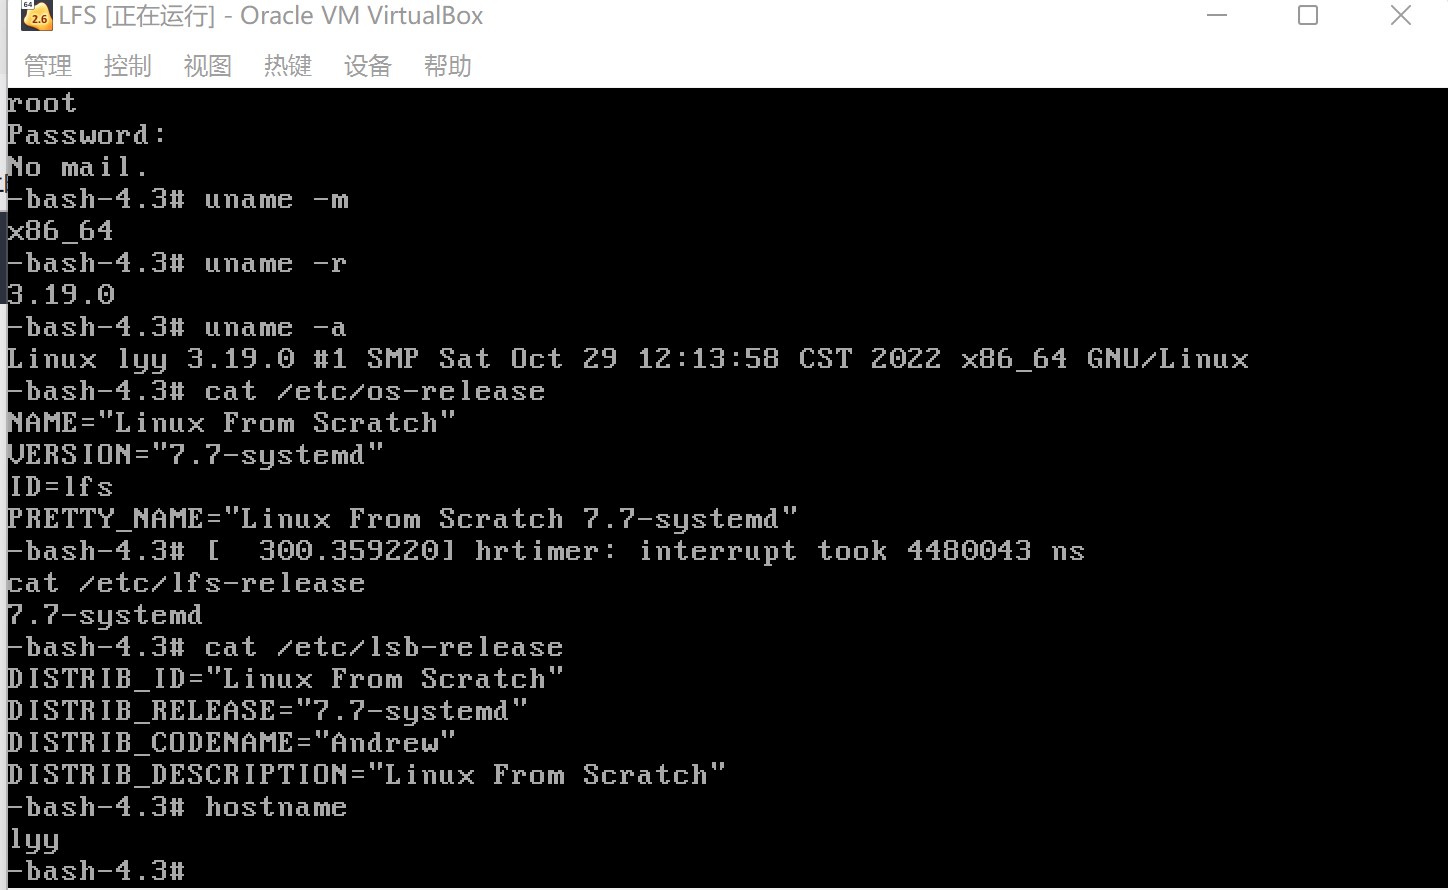 64
2.6
LFS [正在运行] - Oracle VM VirtualBox
管理 控制 视图 热键 设备 帮助
root
Password:
No mail.
-bash-4.3# uname -m
x86_64
-bash-4.3# uname -r
3.19.0
-bash-4.3# uname -a
Linux lyy 3.19.0 #1 SMP Sat Oct 29 12:13:58 CST 2022 x86_64 GNU/Linux
-bash-4.3# cat /etc/os-release
NAME="Linux From Scratch"
VERSION="7.7-systemd"
ID=lfs
PRETTY_NAME="Linux From Scratch 7.7-systemd"
-bash-4.3# [  300.359220] hrtimer: interrupt took 4480043 ns
cat /etc/lfs-release
7.7-systemd
-bash-4.3# cat /etc/lsb-release
DISTRIB_ID="Linux From Scratch"
DISTRIB_RELEASE="7.7-systemd"
DISTRIB_CODENAME="Andrew"
DISTRIB_DESCRIPTION="Linux From Scratch"
-bash-4.3# hostname
lyy
-bash-4.3#